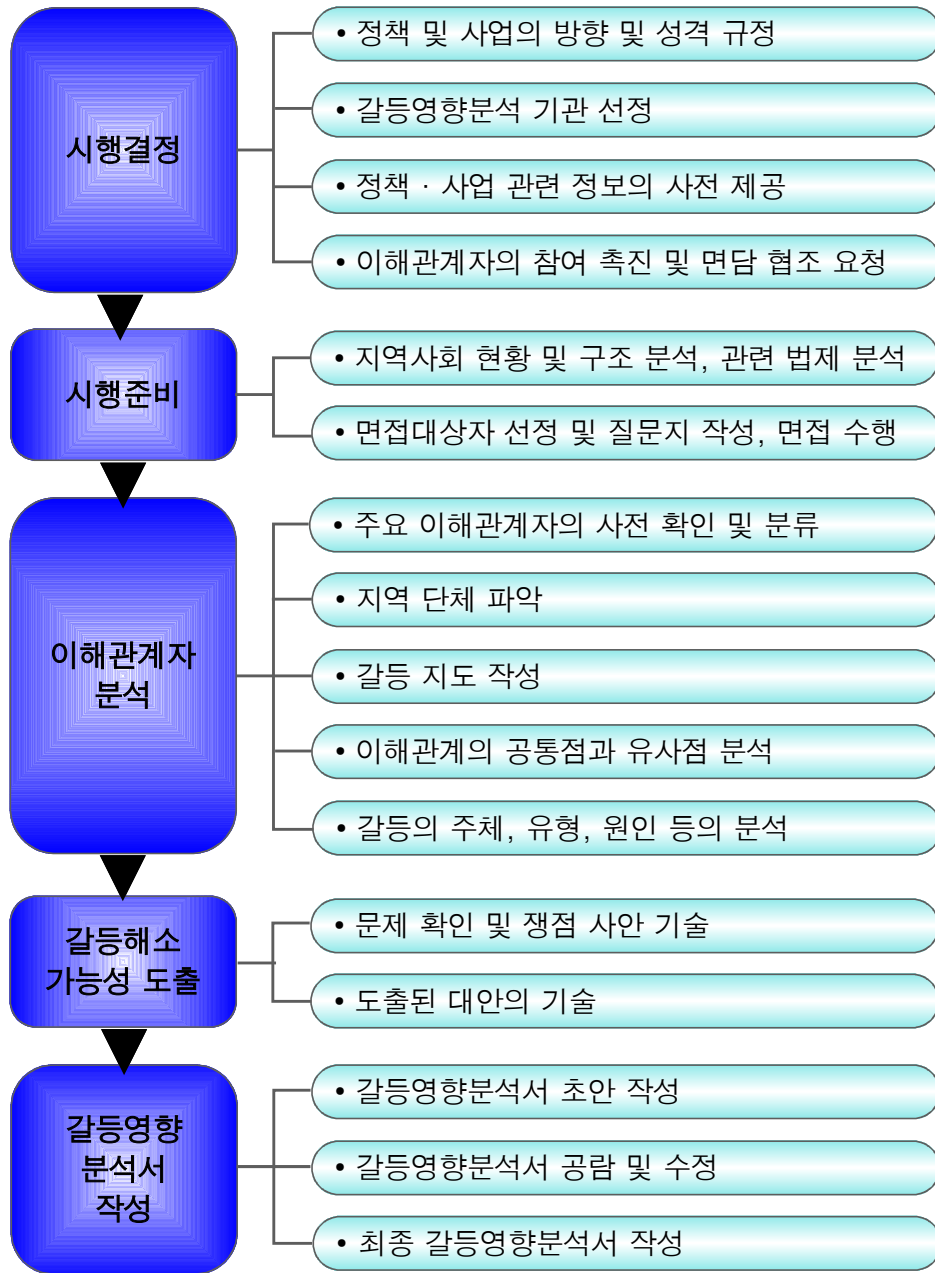 시행결정
• 정책 및 사업의 방향 및 성격 규정
• 갈등영향분석 기관 선정
• 정책 · 사업 관련 정보의 사전 제공
• 이해관계자의 참여 촉진 및 면담 협조 요청
시행준비
• 지역사회 현황 및 구조 분석, 관련 법제 분석
• 면접대상자 선정 및 질문지 작성, 면접 수행
이해관계자
분석
• 주요 이해관계자의 사전 확인 및 분류
• 지역 단체 파악
• 갈등 지도 작성
• 이해관계의 공통점과 유사점 분석
• 갈등의 주체, 유형, 원인 등의 분석
갈등해소
가능성 도출
• 문제 확인 및 쟁점 사안 기술
• 도출된 대안의 기술
갈등영향
분석서
작성
• 갈등영향분석서 초안 작성
• 갈등영향분석서 공람 및 수정
• 최종 갈등영향분석서 작성